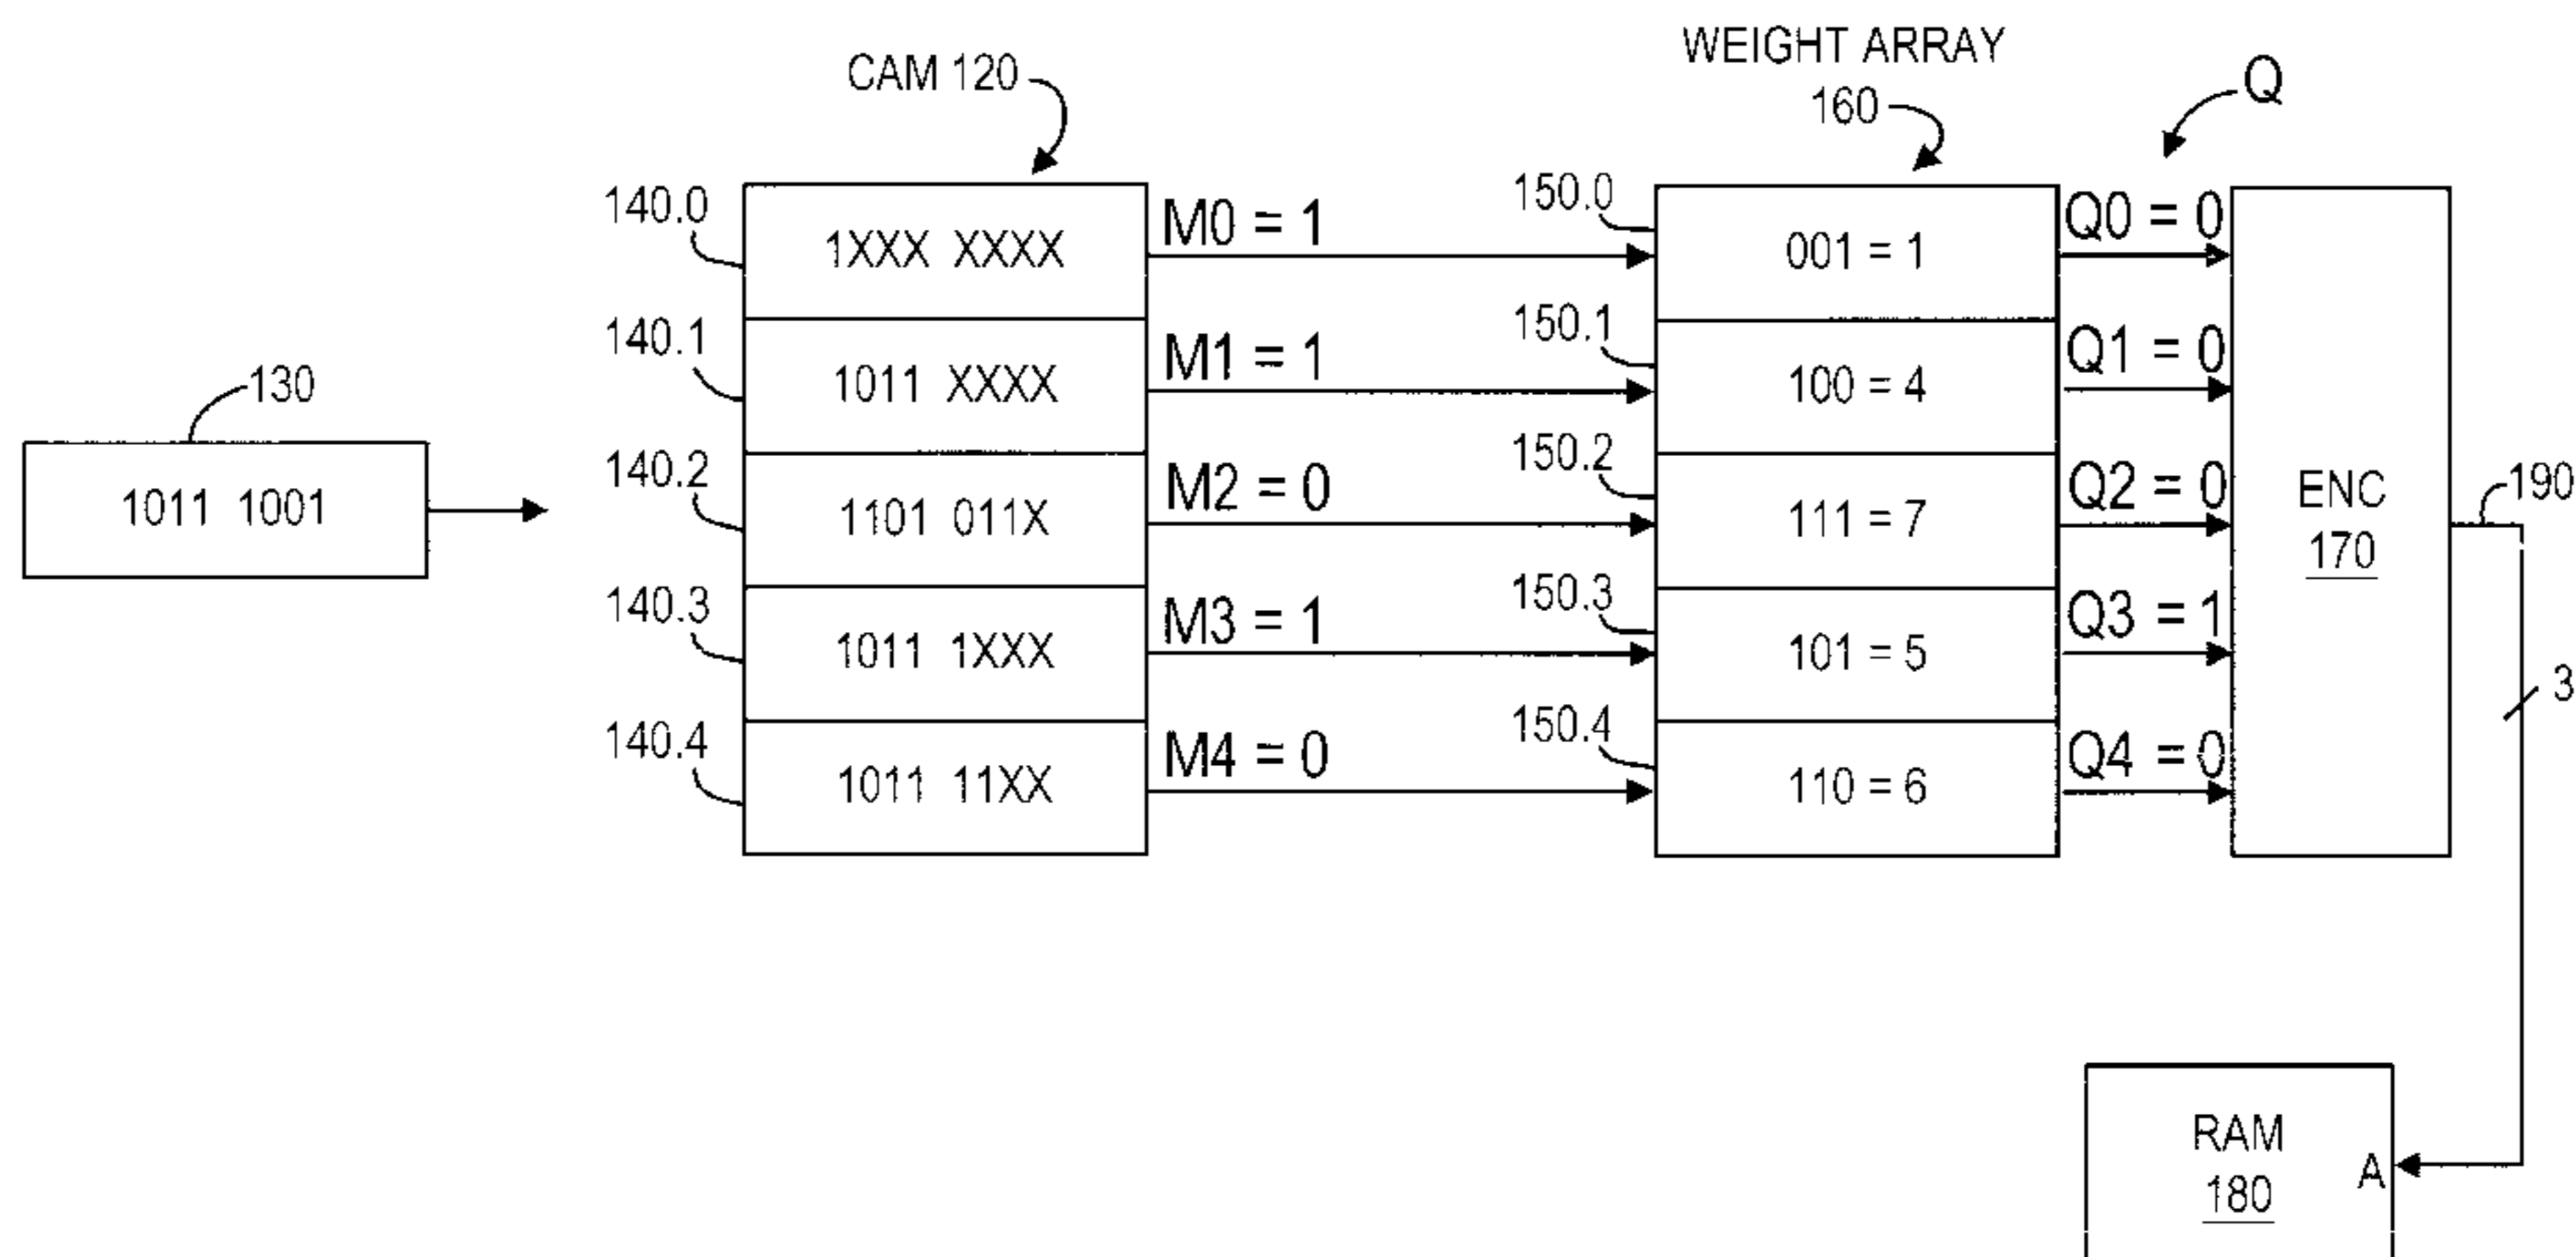 WEIGHT ARRAY
160
Q
CAM 120
130
1011 1001
140.0
1XXX XXXX
M0 = 1
150.0
001 = 1
Q0 = 0
140.1
1011 XXXX
M1 = 1
150.1
100 = 4
Q1 = 0
140.2
1101 011X
M2 = 0
150.2
111 = 7
Q2 = 0
140.3
1011 1XXX
M3 = 1
150.3
101 = 5
Q3 = 1
140.4
1011 11XX
M4 = 0
150.4
110 = 6
Q4 = 0
ENC
170
190
3
RAM
180
A